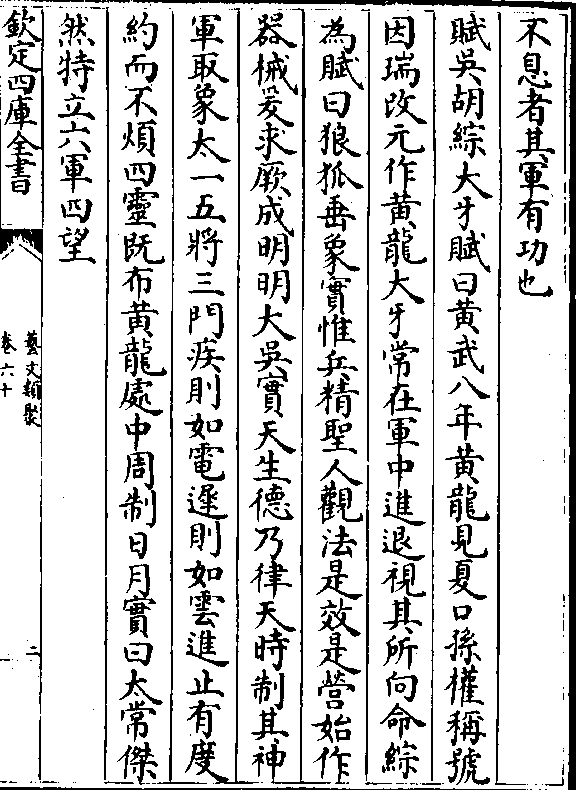 不息者其軍有功也
賦吳胡綜大牙賦曰黃武八年黃龍見夏口孫權稱號
因瑞改元作黃龍大牙常在軍中進退視其所向命綜
為賦曰狼狐垂象實惟兵精聖人觀法是效是營始作
器械爰求厥成明明大吳實天生德乃律天時制其神
軍取象太一五將三門疾則如電遲則如雲進止有度
約而不煩四靈既布黃龍處中周制日月實曰太常傑
然特立六軍四望
欽定四庫全書
藝文類聚
卷六十
二